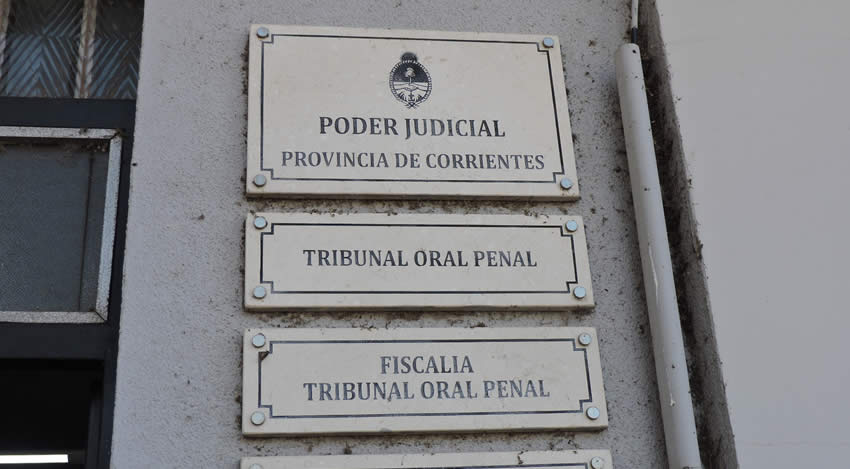 PODER JUDICIAL
PROVINCIA DE CORRIENTES
TRIBUNAL ORAL PENAL
FISCALIA
TRIBUNAL ORAL PENAL